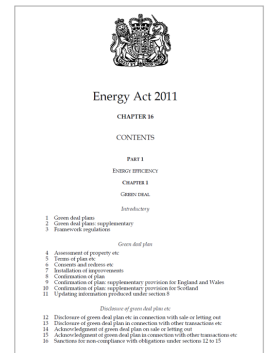 Energy Act 2011
CHAPTER 16
CONTENTS
PART 1
ENERGY EFFICIENCY
CHAPTER 1
GREEN DEAL
Introductory
1 Green deal plans
2 Green deal plans: supplementary
3 Framework regulations
Green deal plan
4 Assessment of property etc
5 Terms of plan etc
6 Consents and redress etc
7 Installation of improvements
8 Confirmation of plan
9 Confirmation of plan: supplementary provision for England and Wales
10 Confirmation of plan: supplementary provision for Scotland
11 Updating information produced under section 8
Disclosure of green deal plan etc
12 Disclosure of green deal plan etc in connection with sale or letting out
13 Disclosure of green deal plan in connection with other transactions etc
14 Acknowledgment of green deal plan on sale or letting out
15 Acknowledgment of green deal plan in connection with other transactions etc
16 Sanctions for non-compliance with obligations under sections 12 to 15